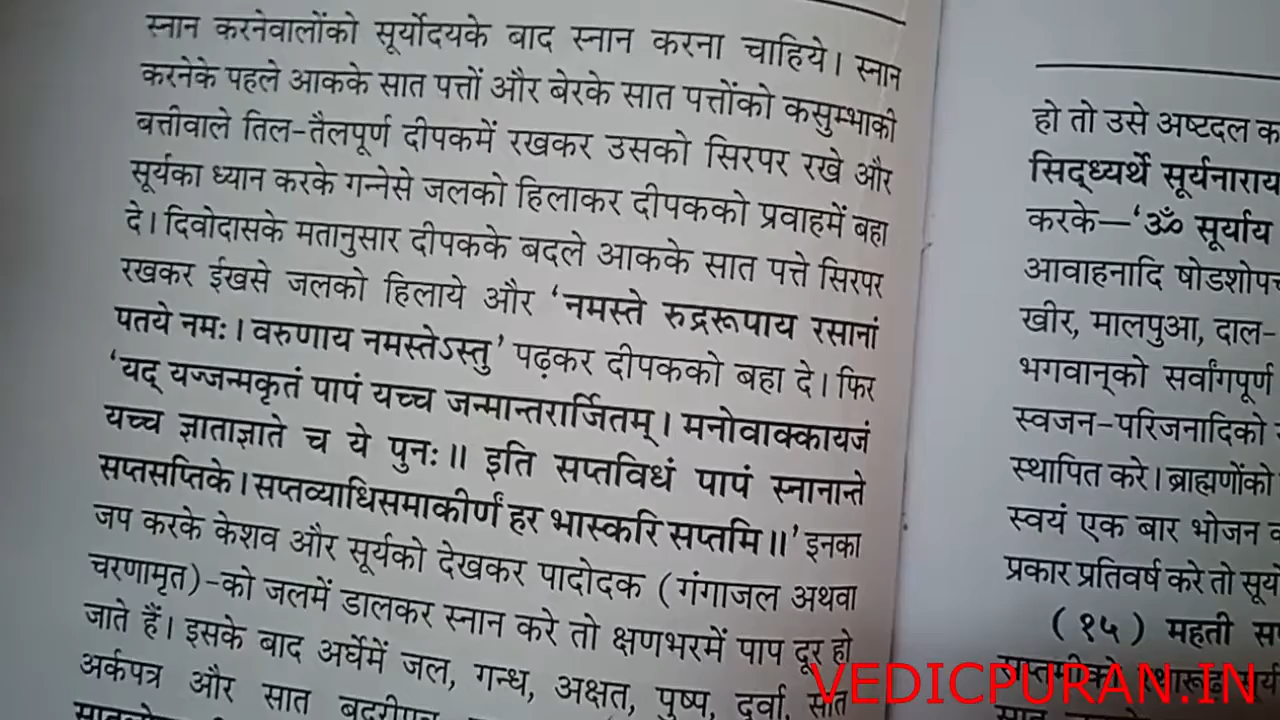 स्नान करनेवालोंको सूर्योदयके बाद स्नान करना चाहिये। स्नान
करनेके पहले आकके सात पत्तों और बेरके सात पत्तोंको कसुम्भाकी
बत्तीवाले तिल-तैलपूर्ण दीपकमें रखकर उसको सिरपर रखे और
सूर्यका ध्यान करके गन्नेसे जलको हिलाकर दीपकको प्रवाहमें बहा
दे। दिवोदासके मतानुसार दीपकके बदले आकके सात पत्ते सिरपर
रखकर ईखसे जलको हिलाये और ‘नमस्ते रुद्ररूपाय रसानां
पतये नमः। वरुणाय नमस्तेऽस्तु’ पढ़कर दीपकको बहा दे। फिर
‘यद् यज्जन्मकृतं पापं यच्च जन्मान्तरार्जितम्। मनोवाक्कायजं
यच्च ज्ञाताज्ञाते च ये पुनः॥ इति सप्तविधं पापं स्नानान्ते
सप्तसप्तिके। सप्तव्याधिसमाकीर्णं हर भास्करि सप्तमि॥’ इनका
जप करके केशव और सूर्यको देखकर पादोदक (गंगाजल अथवा
चरणामृत)-को जलमें डालकर स्नान करे तो क्षणभरमें पाप दूर हो
जाते हैं। इसके बाद अर्घेमें जल, गन्ध, अक्षत, पुष्प, दूर्वा, सात
अर्कपत्र और सात
हो तो उसे अष्टदल
सिद्ध्यर्थे
करके—‘ॐ सूर्याय
आवाहनादि
खीर, मालपुआ, दाल-
भगवान्को सर्वांगपूर्ण
स्वजन-परिजनादिको
स्थापित करे। ब्राह्मणोंको
स्वयं एक बार भोजन
प्रकार प्रतिवर्ष करे तो
(१५) महती
VEDICPURAN.IN